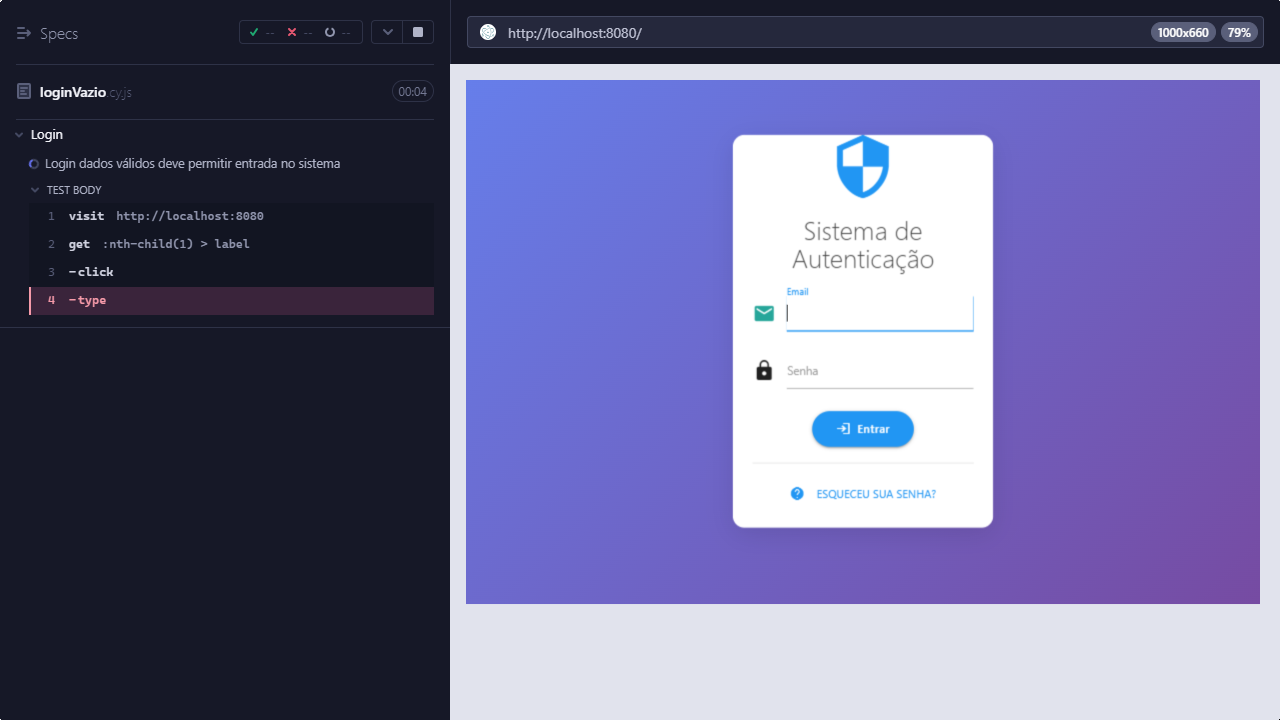 Specs
-- -- --
loginVazio.cy.js
00:04
Login
Login dados válidos deve permitir entrada no sistema
TEST BODY
1 visit http://localhost:8080
2 get :nth-child(1) > label
3 -click
4 -type
http://localhost:8080/
1000x660
79%
Sistema de
Autenticação
Email
Senha
Entrar
ESQUECEU SUA SENHA?